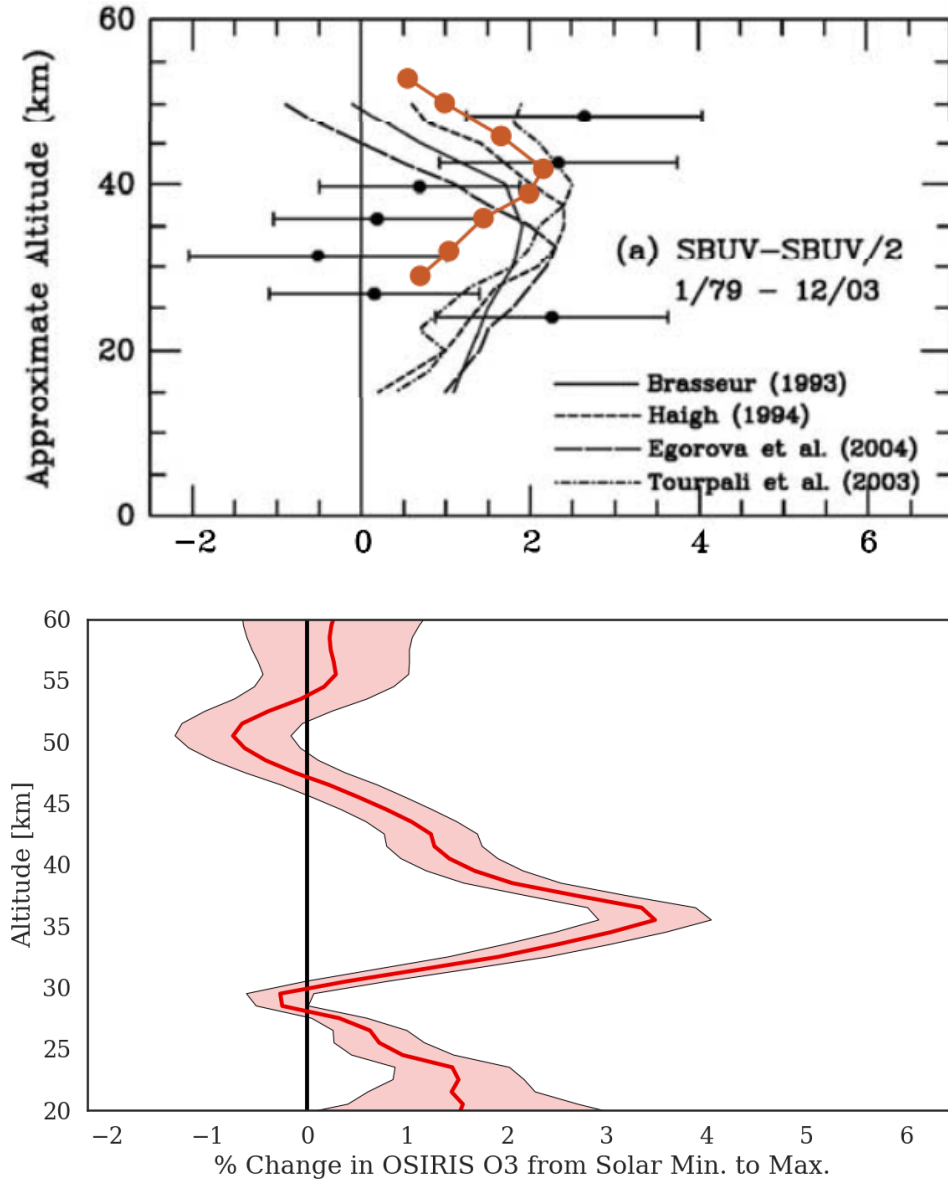 60
40
20
0
Approximate Altitude [km]
(a) SBUV-SBUV/2
1/79 - 12/03
Brasseur (1993)
Haigh (1994)
Egorova et al. (2004)
Tourpali et al. (2003)
-2 0 2 4 6
60
55
50
45
40
35
30
25
20
Altitude [km]
−2 −1 0 1 2 3 4 5 6
% Change in OSIRIS O3 from Solar Min. to Max.